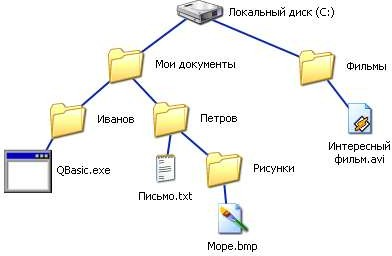 Локальный диск (C:)
Мои документы
Фильмы
Иванов
Петров
Интересный
фильм.avi
QBasic.exe
Письмо.txt
Рисунки
Море.bmp